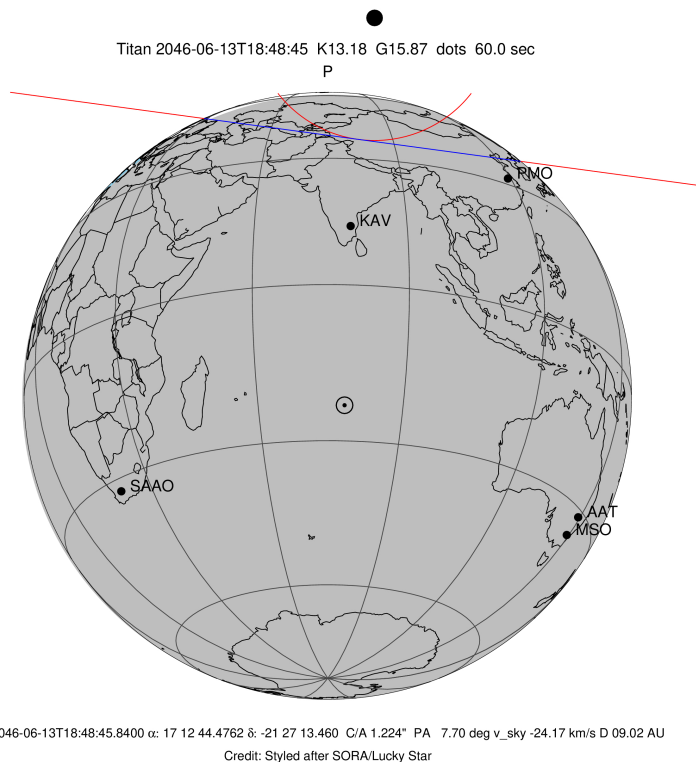 Titan 2046-06-13T18:48:45 K13.18 G15.87 dots 60.0 sec
P
PMO
KAV
SAAO
AAT
MSO
046-06-13T18:48:45.8400 α: 17 12 44.4762 δ: -21 27 13.460 C/A 1.224" PA 7.70 deg v_sky -24.17 km/s D 09.02 AU
Credit: Styled after SORA/Lucky Star